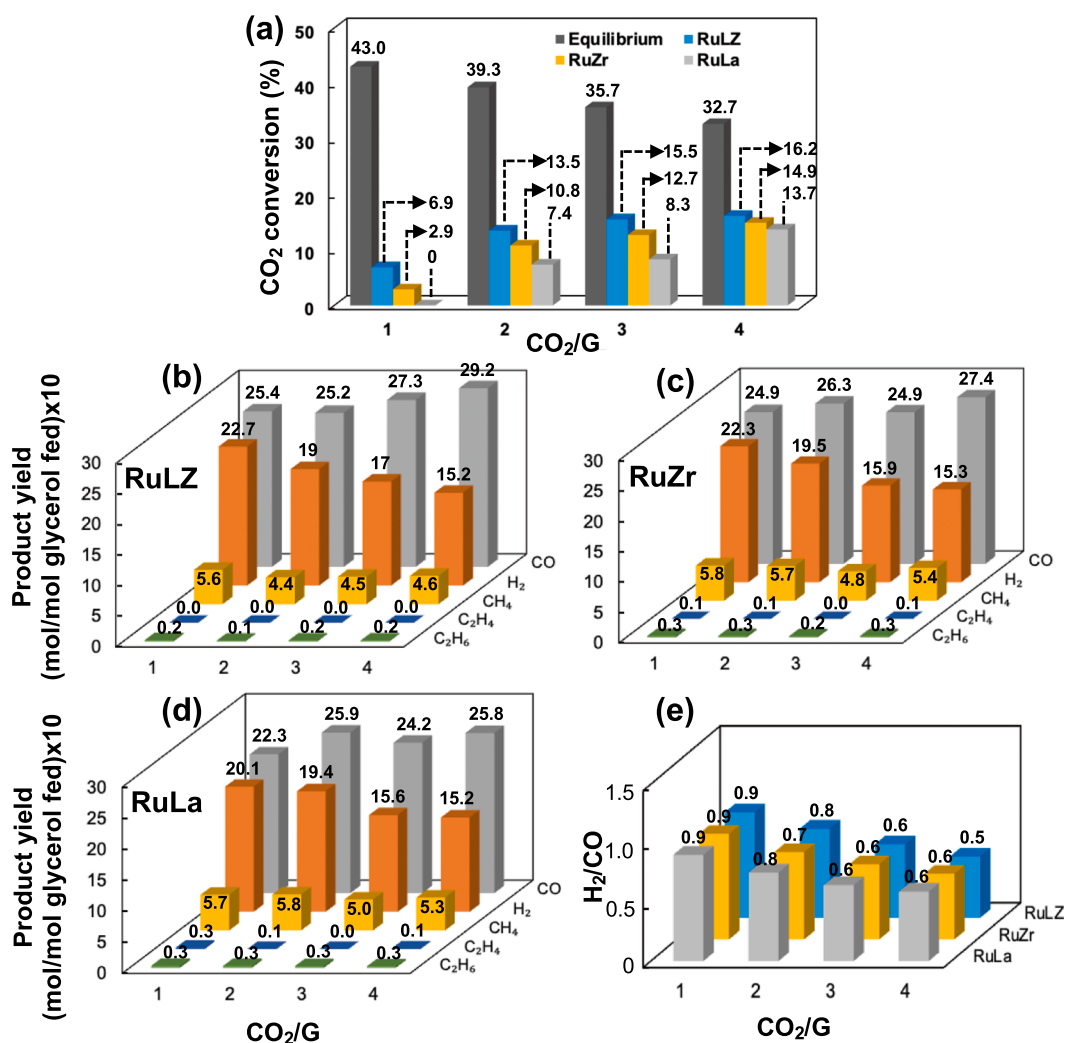 (a)
CO₂ conversion (%)
50
40
30
20
10
0
Equilibrium
RuLZ
RuZr
RuLa
43.0
6.9
2.9
0
39.3
13.5
10.8
7.4
35.7
15.5
12.7
8.3
32.7
16.2
14.9
13.7
1 2 3 4
CO₂/G
(b)
Product yield
(mol/mol glycerol fed)x10
RuLZ
30
25
20
15
10
5
0
25.4 25.2 27.3 29.2
22.7 19 17 15.2
5.6 4.4 4.5 4.6
0.0 0.0 0.0 0.0
0.2 0.1 0.2 0.2
CO
H₂
CH₄
C₂H₄
C₂H₆
1 2 3 4
(c)
RuZr
30
25
20
15
10
5
0
24.9 26.3 24.9 27.4
22.3 19.5 15.9 15.3
5.8 5.7 4.8 5.4
0.1 0.1 0.0 0.1
0.3 0.3 0.2 0.3
CO
H₂
CH₄
C₂H₄
C₂H₆
1 2 3 4
(d)
Product yield
(mol/mol glycerol fed)x10
RuLa
30
25
20
15
10
5
0
22.3 25.9 24.2 25.8
20.1 19.4 15.6 15.2
5.7 5.8 5.0 5.3
0.3 0.1 0.0 0.1
0.3 0.3 0.3 0.3
CO
H₂
CH₄
C₂H₄
C₂H₆
1 2 3 4
CO₂/G
(e)
H₂/CO
1.5
1.0
0.5
0
0.9 0.8 0.6 0.5
0.9 0.7 0.6 0.6
0.9 0.8 0.6 0.6
RuLZ
RuZr
RuLa
1 2 3 4
CO₂/G